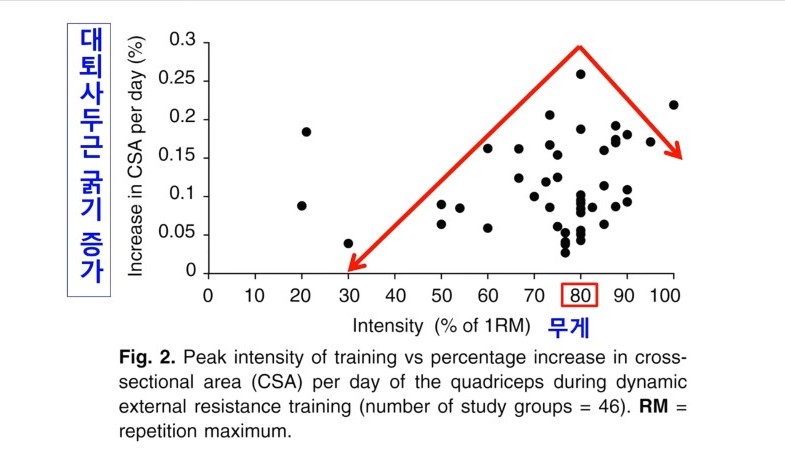 대퇴사두근 굵기 증가
Increase in CSA per day (%)
0.3
0.25
0.2
0.15
0.1
0.05
0
0 10 20 30 40 50 60 70 80 90 100
Intensity (% of 1RM) 무게
Fig. 2. Peak intensity of training vs percentage increase in cross-
sectional area (CSA) per day of the quadriceps during dynamic
external resistance training (number of study groups = 46). RM =
repetition maximum.